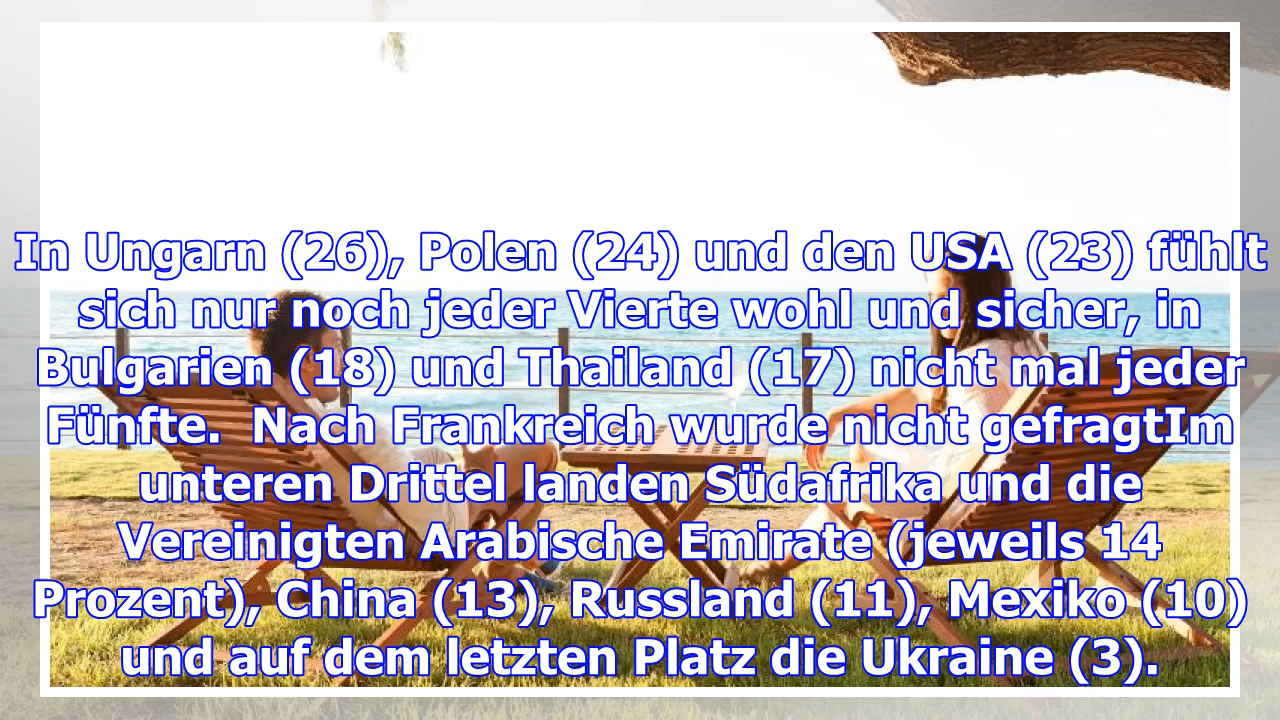 In Ungarn (26), Polen (24) und den USA (23) fühlt
sich nur noch jeder Vierte wohl und sicher, in
Bulgarien (18) und Thailand (17) nicht mal jeder
Fünfte.  Nach Frankreich wurde nicht gefragtIm
unteren Drittel landen Südafrika und die
Vereinigten Arabische Emirate (jeweils 14
Prozent), China (13), Russland (11), Mexiko (10)
und auf dem letzten Platz die Ukraine (3).